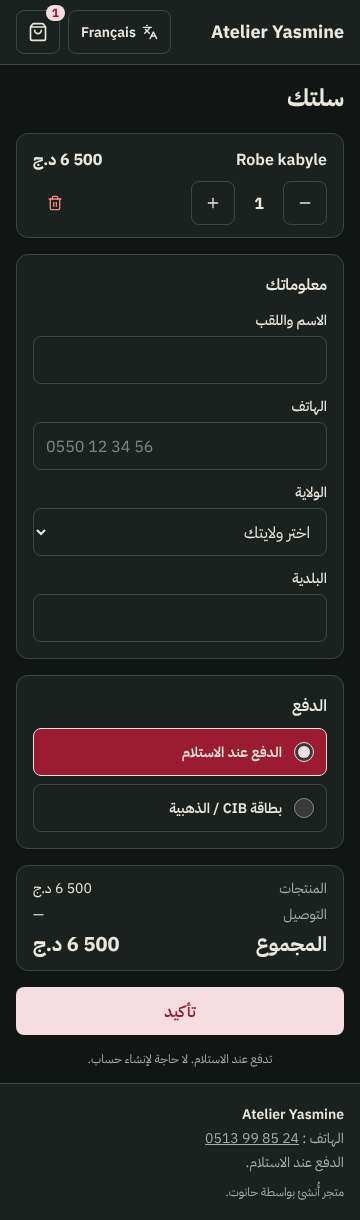 Atelier Yasmine
Français
1
سلتك
Robe kabyle
6 500 د.ج
1
معلوماتك
الاسم واللقب
الهاتف
0550 12 34 56
الولاية
اختر ولايتك
البلدية
الدفع
الدفع عند الاستلام
بطاقة CIB / الذهبية
المنتجات 6 500 د.ج
التوصيل —
المجموع 6 500 د.ج
تأكيد
تدفع عند الاستلام. لا حاجة لإنشاء حساب.
Atelier Yasmine
الهاتف : 0513 99 85 24
الدفع عند الاستلام.
متجر أُنشئ بواسطة حانوت.